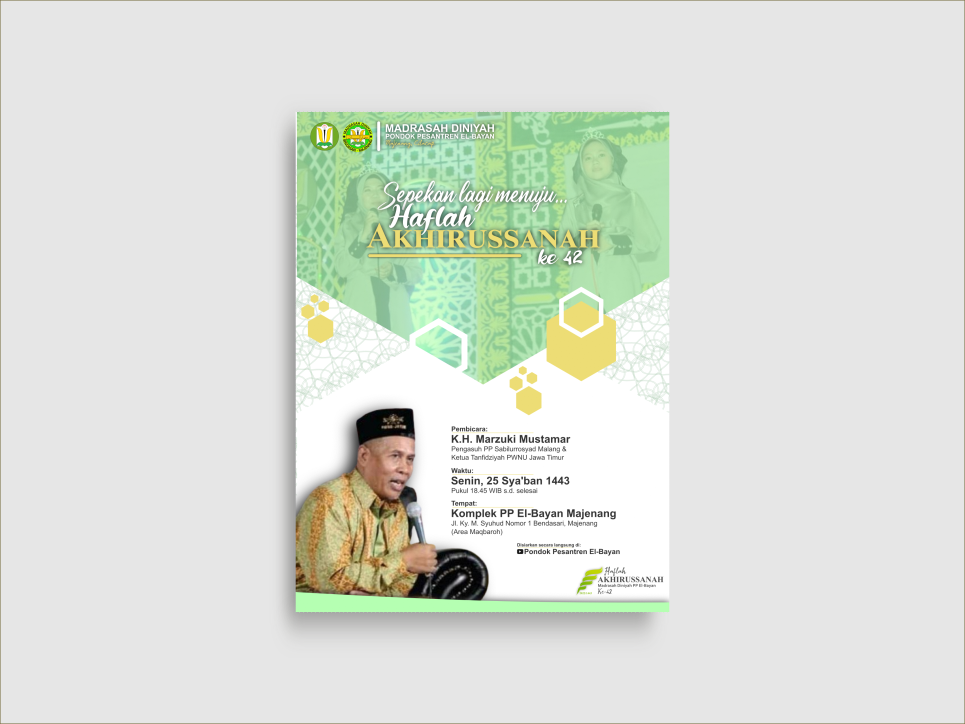 MADRASAH DINIYAH
PONDOK PESANTREN EL-BAYAN
Sepekan lagi menuju...
Haflah
AKHIRUSSANAH
ke 42
Pembicara:
K.H. Marzuki Mustamar
Pengasuh PP Sabilurrosyad Malang &
Ketua Tanfidziyah PWNU Jawa Timur
Waktu:
Senin, 25 Sya'ban 1443
Pukul 18.45 WIB s.d. selesai
Tempat:
Komplek PP El-Bayan Majenang
Jl. Ky. M. Syuhud Nomor 1 Bendasari, Majenang
(Area Maqbaroh)
Disiarkan secara langsung di:
Pondok Pesantren El-Bayan
Haflah
AKHIRUSSANAH
Madrasah Diniyah PP El-Bayan
Ke-42